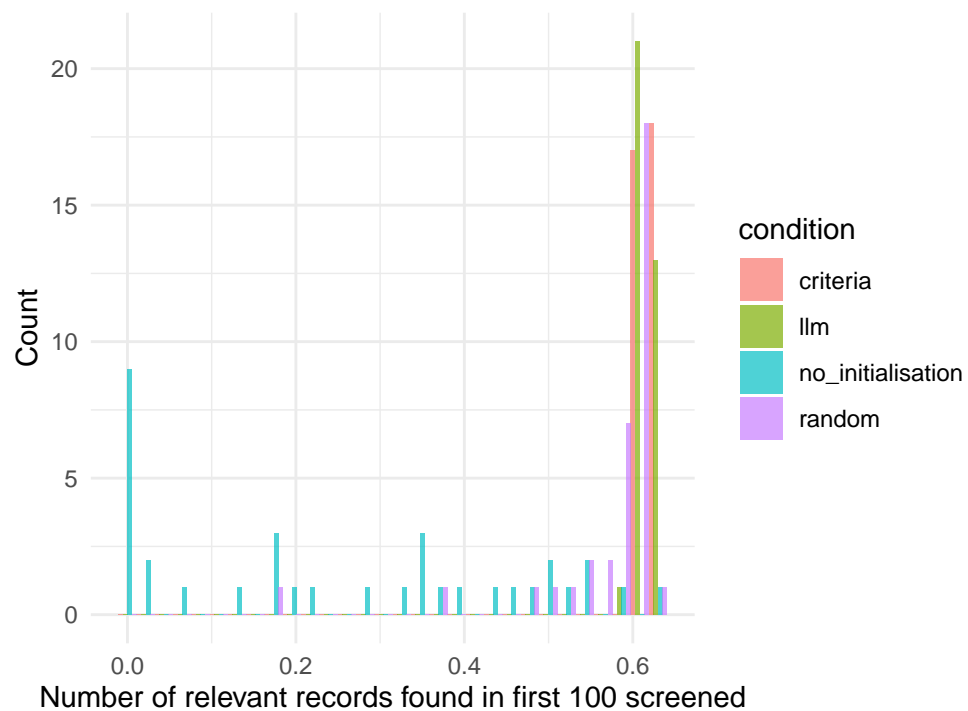 20
15
10
5
0
Count
0.0
0.2
0.4
0.6
Number of relevant records found in first 100 screened
condition
criteria
llm
no_initialisation
random